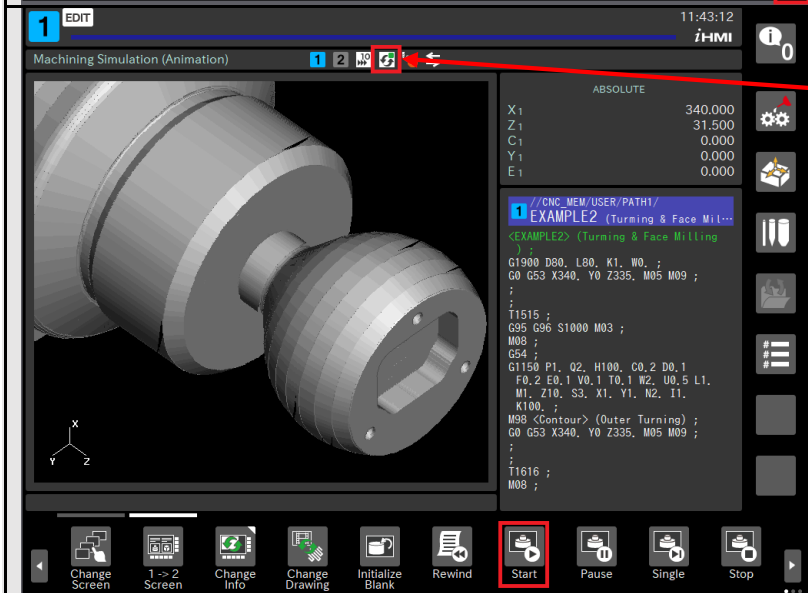 1
EDIT
11:43:12
iHMI
Machining Simulation (Animation)
1 2 10
0
ABSOLUTE
X1 340.000
Z1 31.500
C1 0.000
Y1 0.000
E1 0.000
1
//CNC_MEM/USER/PATH1/
EXAMPLE2 (Turming & Face Mil…
<EXAMPLE2> (Turming & Face Milling
) ;
G1900 D80. L80. K1. W0. ;
G0 G53 X340. Y0 Z335. M05 M09 ;
;
;
T1515 ;
G95 G96 S1000 M03 ;
M08 ;
G54 ;
G1150 P1. Q2. H100. C0.2 D0.1
F0.2 E0.1 V0.1 T0.1 W2. U0.5 L1.
M1. Z10. S3. X1. Y1. N2. I1.
K100. ;
M98 <Contour> (Outer Turning) ;
G0 G53 X340. Y0 Z335. M05 M09 ;
;
;
T1616 ;
M08 ;
X
Y
Z
#
#
#
Change
Screen
1 -> 2
Screen
Change
Info
Change
Drawing
Initialize
Blank
Rewind
Start
Pause
Single
Stop